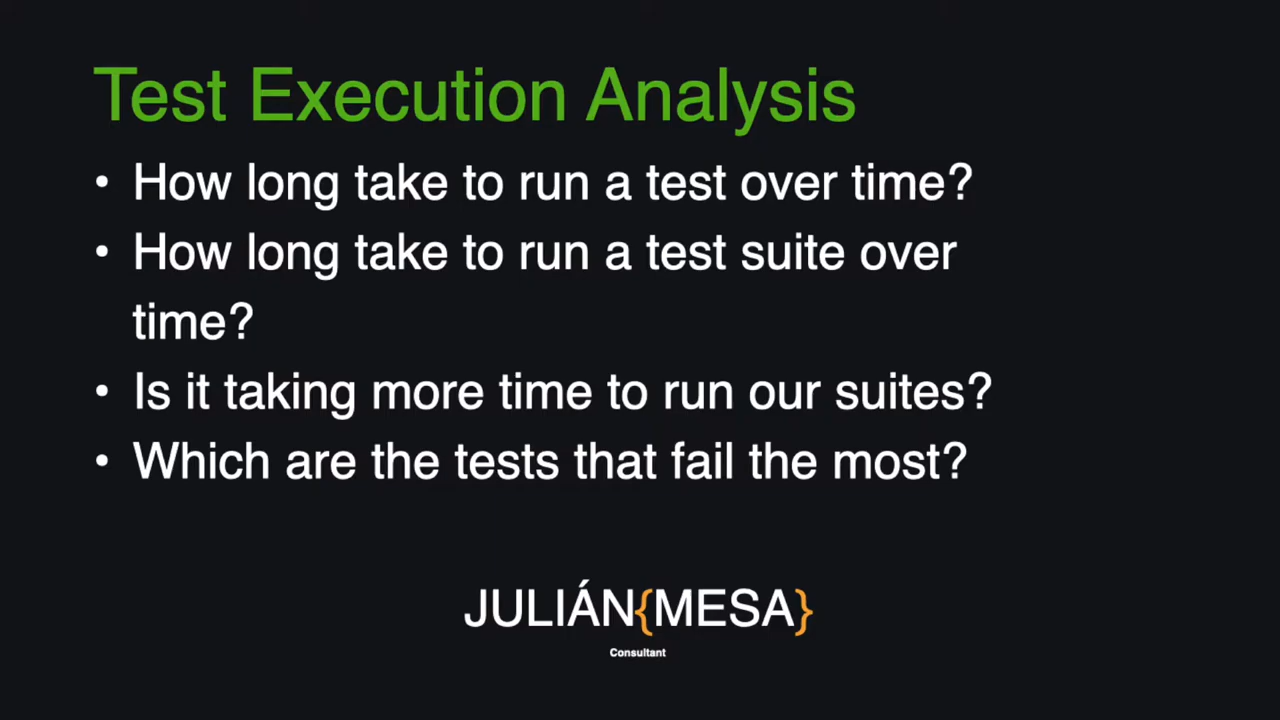 Test Execution Analysis
• How long take to run a test over time?
• How long take to run a test suite over
time?
• Is it taking more time to run our suites?
• Which are the tests that fail the most?
JULIÁN{MESA}
Consultant